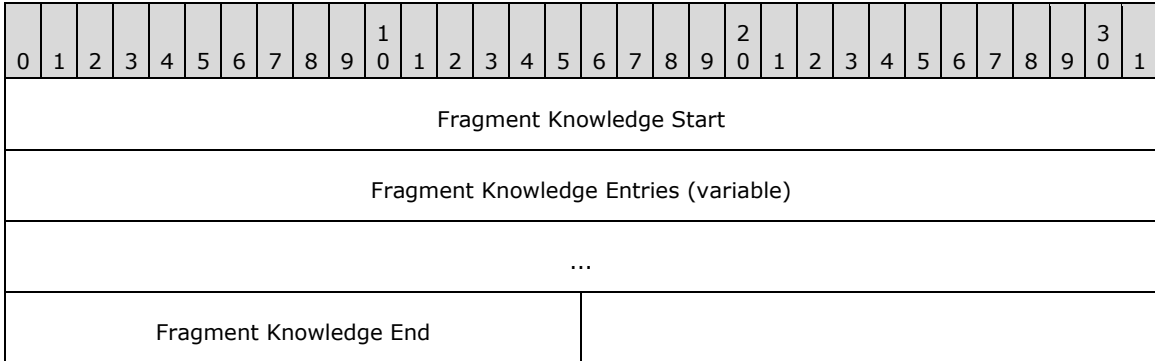 1 2 3
0 1 2 3 4 5 6 7 8 9 0 1 2 3 4 5 6 7 8 9 0 1 2 3 4 5 6 7 8 9 0 1
Fragment Knowledge Start
Fragment Knowledge Entries (variable)
...
Fragment Knowledge End